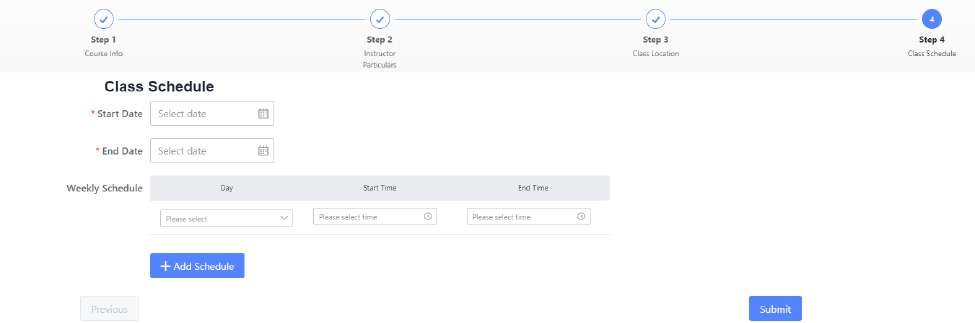 4
Step 1
Step 2
Step 3
Step 4
Course Info
Instructor
Particulars
Class Location
Class Schedule
Class Schedule
* Start Date
Select date
* End Date
Select date
Weekly Schedule
Day
Start Time
End Time
Please select
Please select time
Please select time
+ Add Schedule
Previous
Submit